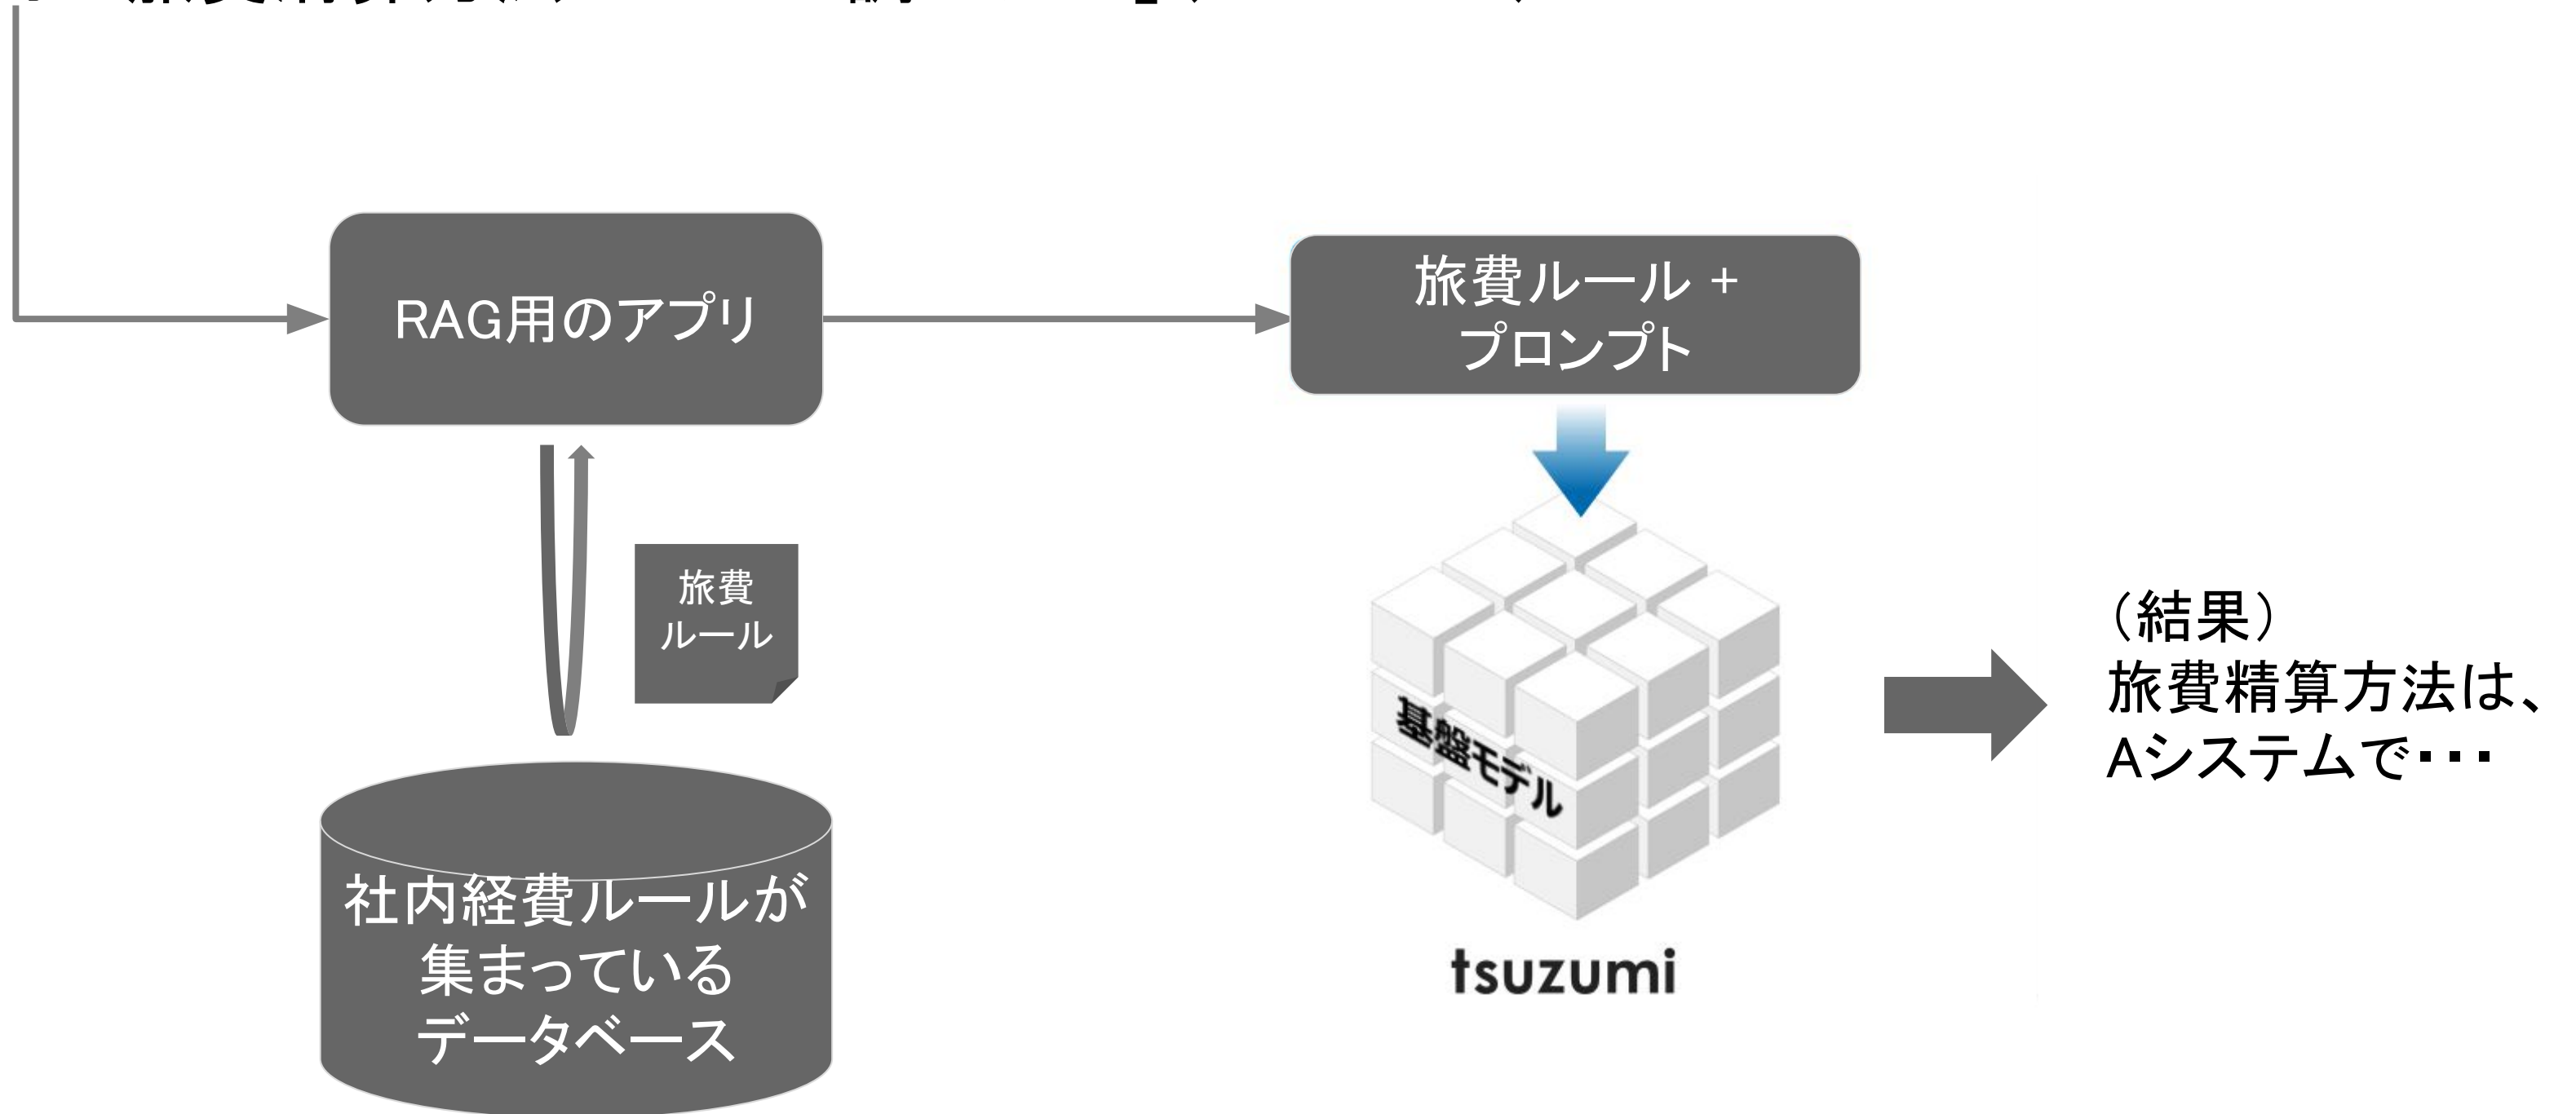 RAG用のアプリ
旅費ルール +
プロンプト
旅費
ルール
基盤モデル
（結果）
旅費精算方法は、
Aシステムで・・・
社内経費ルールが
集まっている
データベース
tsuzumi